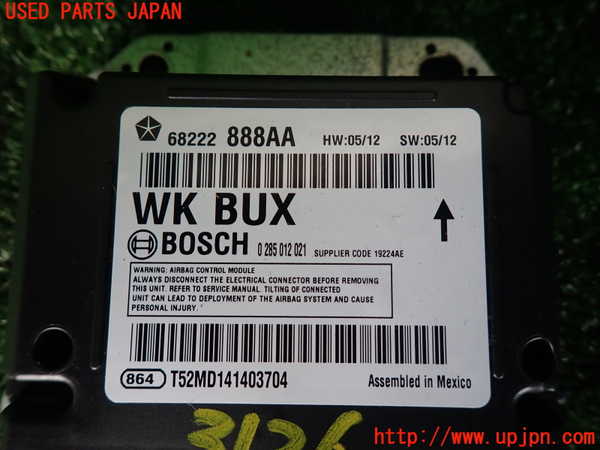 USED PARTS JAPAN
68222 888AA HW:05/12 SW:05/12
WK BUX
BOSCH 0 285 012 021 SUPPLIER CODE 19224AE
WARNING: AIRBAG CONTROL MODULE
ALWAYS DISCONNECT THE ELECTRICAL CONNECTOR BEFORE REMOVING
THIS UNIT. REFER TO SERVICE MANUAL. TILTING OF CONNECTED
UNIT CAN LEAD TO DEPLOYMENT OF THE AIRBAG SYSTEM AND CAUSE
PERSONAL INJURY.
864 T52MD141403704 Assembled in Mexico
3126
http://www.upjpn.com/